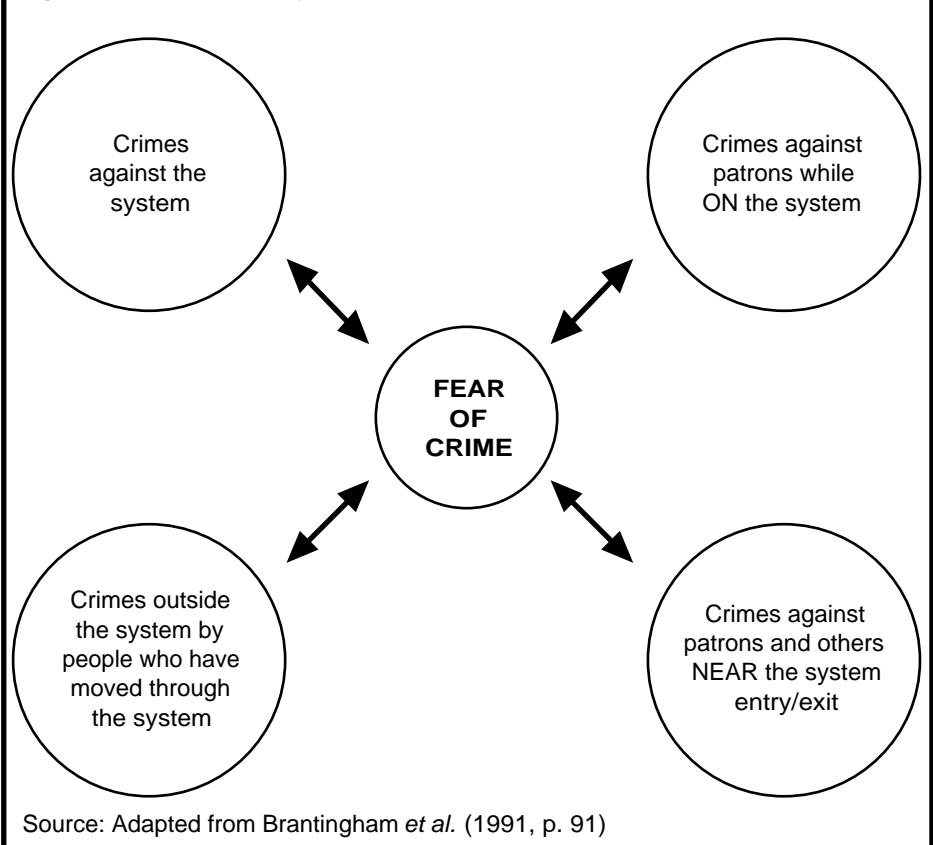 Crimes
against the
system
Crimes against
patrons while
ON the system
FEAR
OF
CRIME
Crimes outside
the system by
people who have
moved through
the system
Crimes against
patrons and others
NEAR the system
entry/exit
Source: Adapted from Brantingham et al. (1991, p. 91)